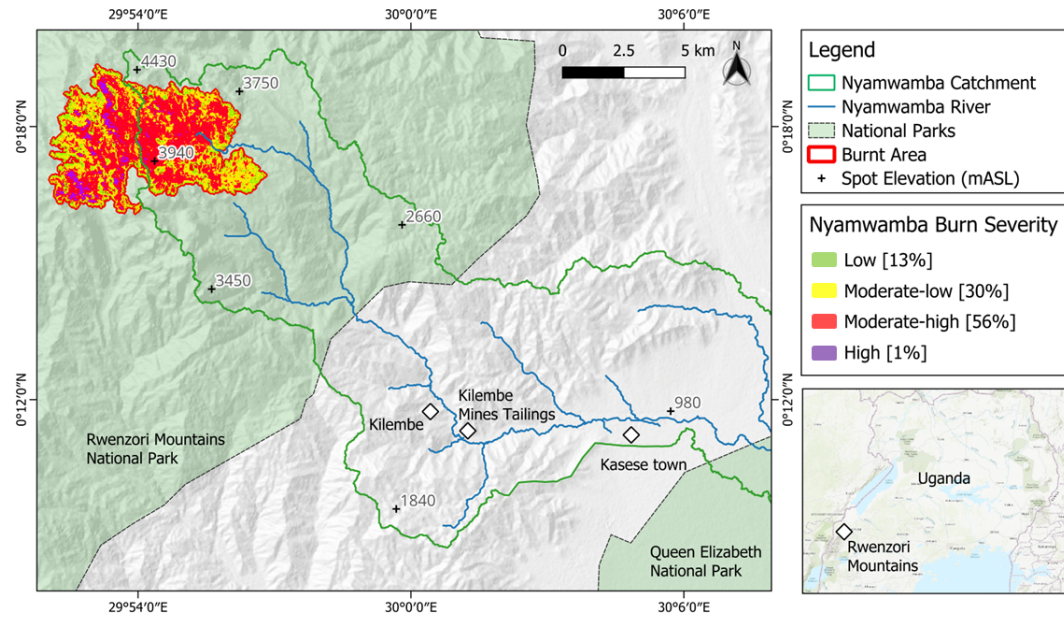 29°54′0″E
30°0′0″E
30°6′0″E
0°18′0″N
0°12′0″N
0°18′0″N
0°12′0″N
29°54′0″E
30°0′0″E
30°6′0″E
4430
3750
3940
2660
3450
980
1840
0 2.5 5 km
N
Kilembe
Kilembe
Mines Tailings
Kasese town
Rwenzori Mountains
National Park
Queen Elizabeth
National Park
Legend
Nyamwamba Catchment
Nyamwamba River
National Parks
Burnt Area
Spot Elevation (mASL)
Nyamwamba Burn Severity
Low [13%]
Moderate-low [30%]
Moderate-high [56%]
High [1%]
Uganda
Rwenzori
Mountains